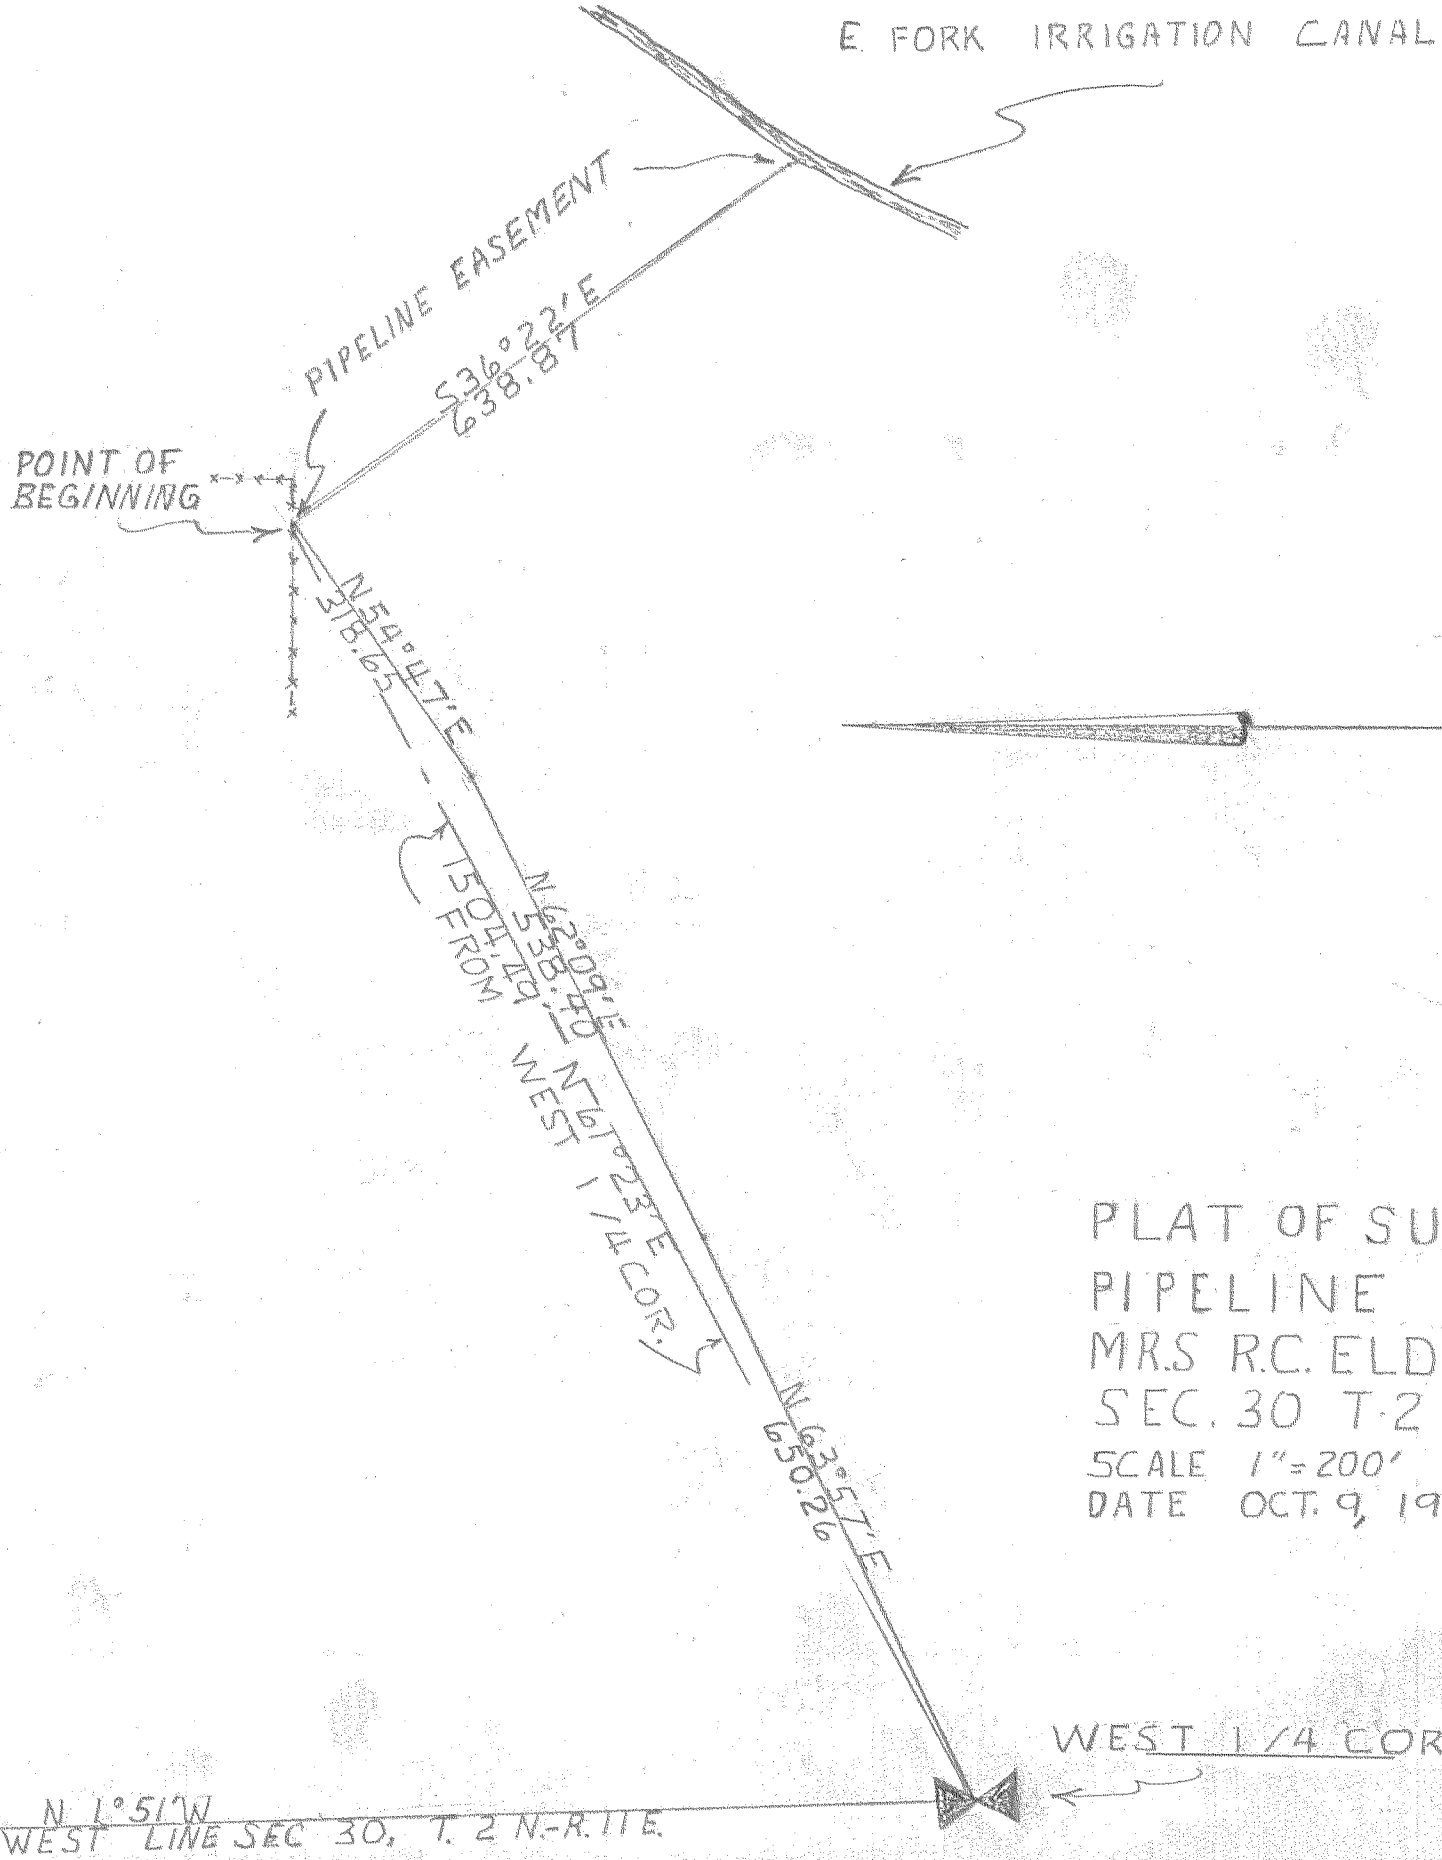 E. FORK IRRIGATION CANAL
PIPELINE EASEMENT
S36°22'E
638.87
POINT OF
BEGINNING
N54°47'E
318.65
N 62°09'E
538.40
1504.49' N 61°23'E
FROM WEST 1/4 COR.
N. 63°57'E
650.26
PLAT OF SU
PIPELINE
MRS R.C. ELD
SEC. 30 T-2
SCALE 1"=200'
DATE OCT. 9, 19
WEST 1/4 COR
N 1°51'W
WEST LINE SEC 30, T. 2 N.-R. 11 E.